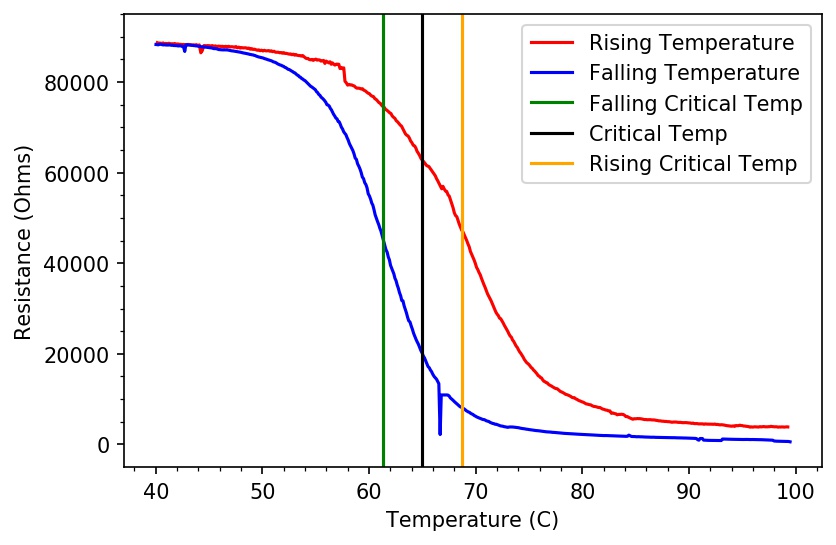 Rising Temperature
Falling Temperature
Falling Critical Temp
Critical Temp
Rising Critical Temp
80000
60000
40000
20000
0
Resistance (Ohms)
40 50 60 70 80 90 100
Temperature (C)